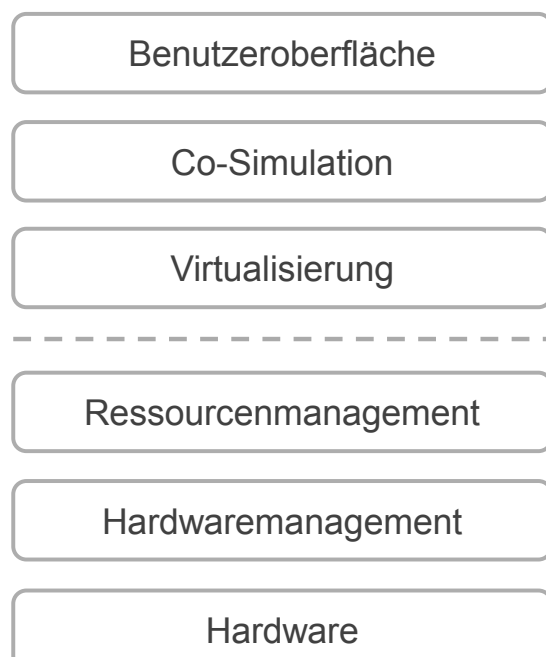 Benutzeroberfläche
Co-Simulation
Virtualisierung
Ressourcenmanagement
Hardwaremanagement
Hardware